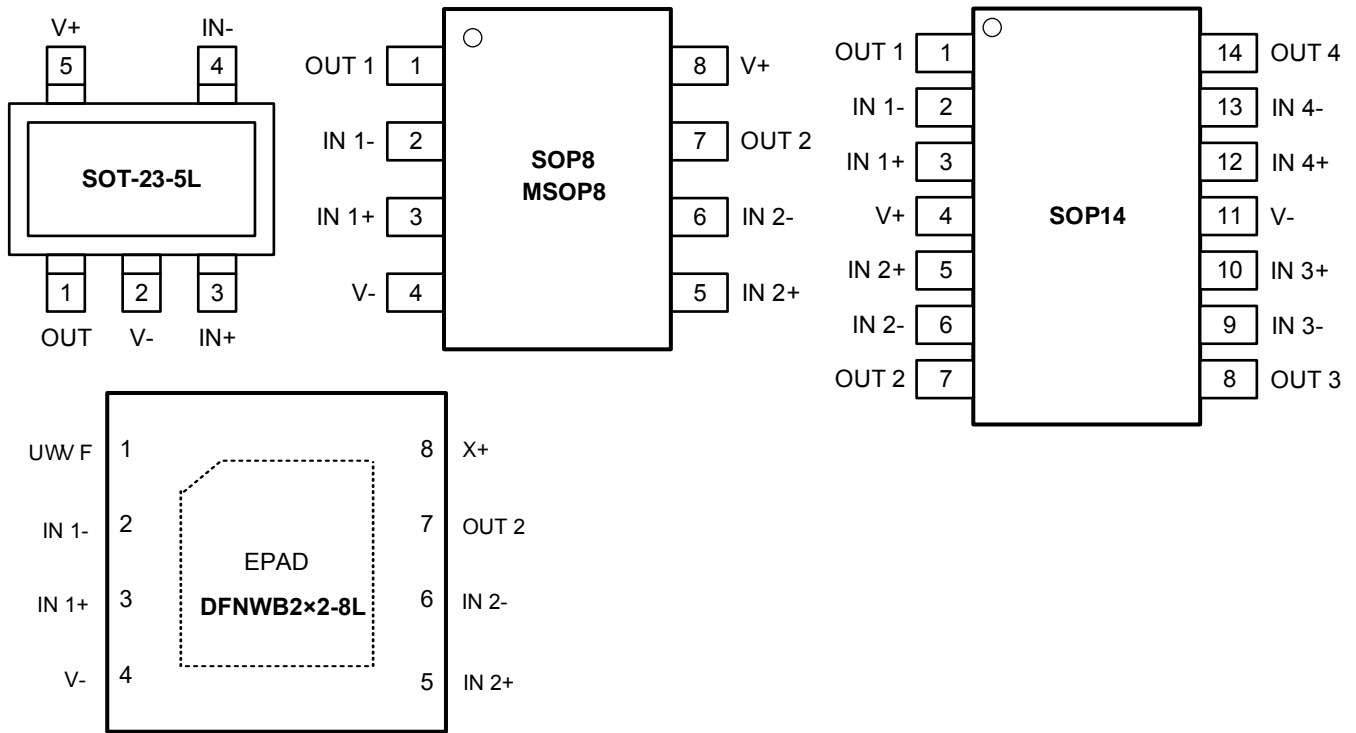 V+ IN-
5 4
SOT-23-5L
1 2 3
OUT V- IN+
OUT 1 1 8 V+
IN 1- 2 7 OUT 2
SOP8
MSOP8
IN 1+ 3 6 IN 2-
V- 4 5 IN 2+
OUT 1 1 14 OUT 4
IN 1- 2 13 IN 4-
IN 1+ 3 12 IN 4+
V+ 4 SOP14 11 V-
IN 2+ 5 10 IN 3+
IN 2- 6 9 IN 3-
OUT 2 7 8 OUT 3
UWV F 1 8 X+
IN 1- 2 7 OUT 2
EPAD
IN 1+ 3 DFNWB2×2-8L 6 IN 2-
V- 4 5 IN 2+